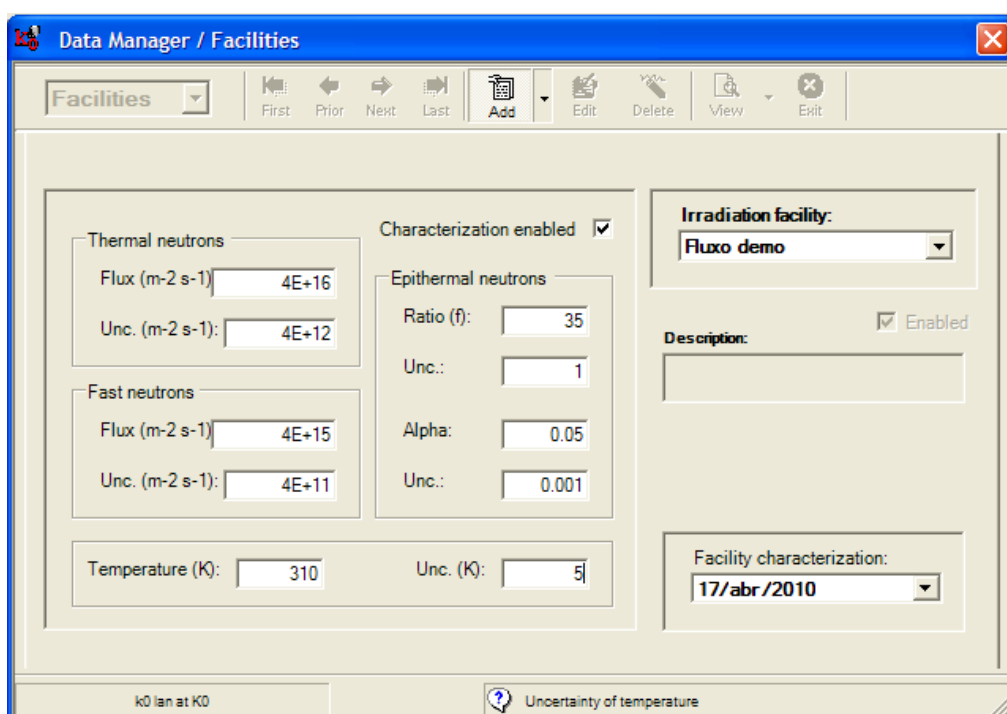 Data Manager / Facilities
Facilities
First Prior Next Last Add Edit Delete View Exit
Characterization enabled
Thermal neutrons
Flux (m-2 s-1) 4E+16
Unc. (m-2 s-1): 4E+12
Fast neutrons
Flux (m-2 s-1) 4E+15
Unc. (m-2 s-1): 4E+11
Epithermal neutrons
Ratio (f): 35
Unc.: 1
Alpha: 0.05
Unc.: 0.001
Temperature (K): 310 Unc. (K): 5
Irradiation facility:
Fluxo demo
Enabled
Description:
Facility characterization:
17/abr/2010
k0 lan at K0 Uncertainty of temperature